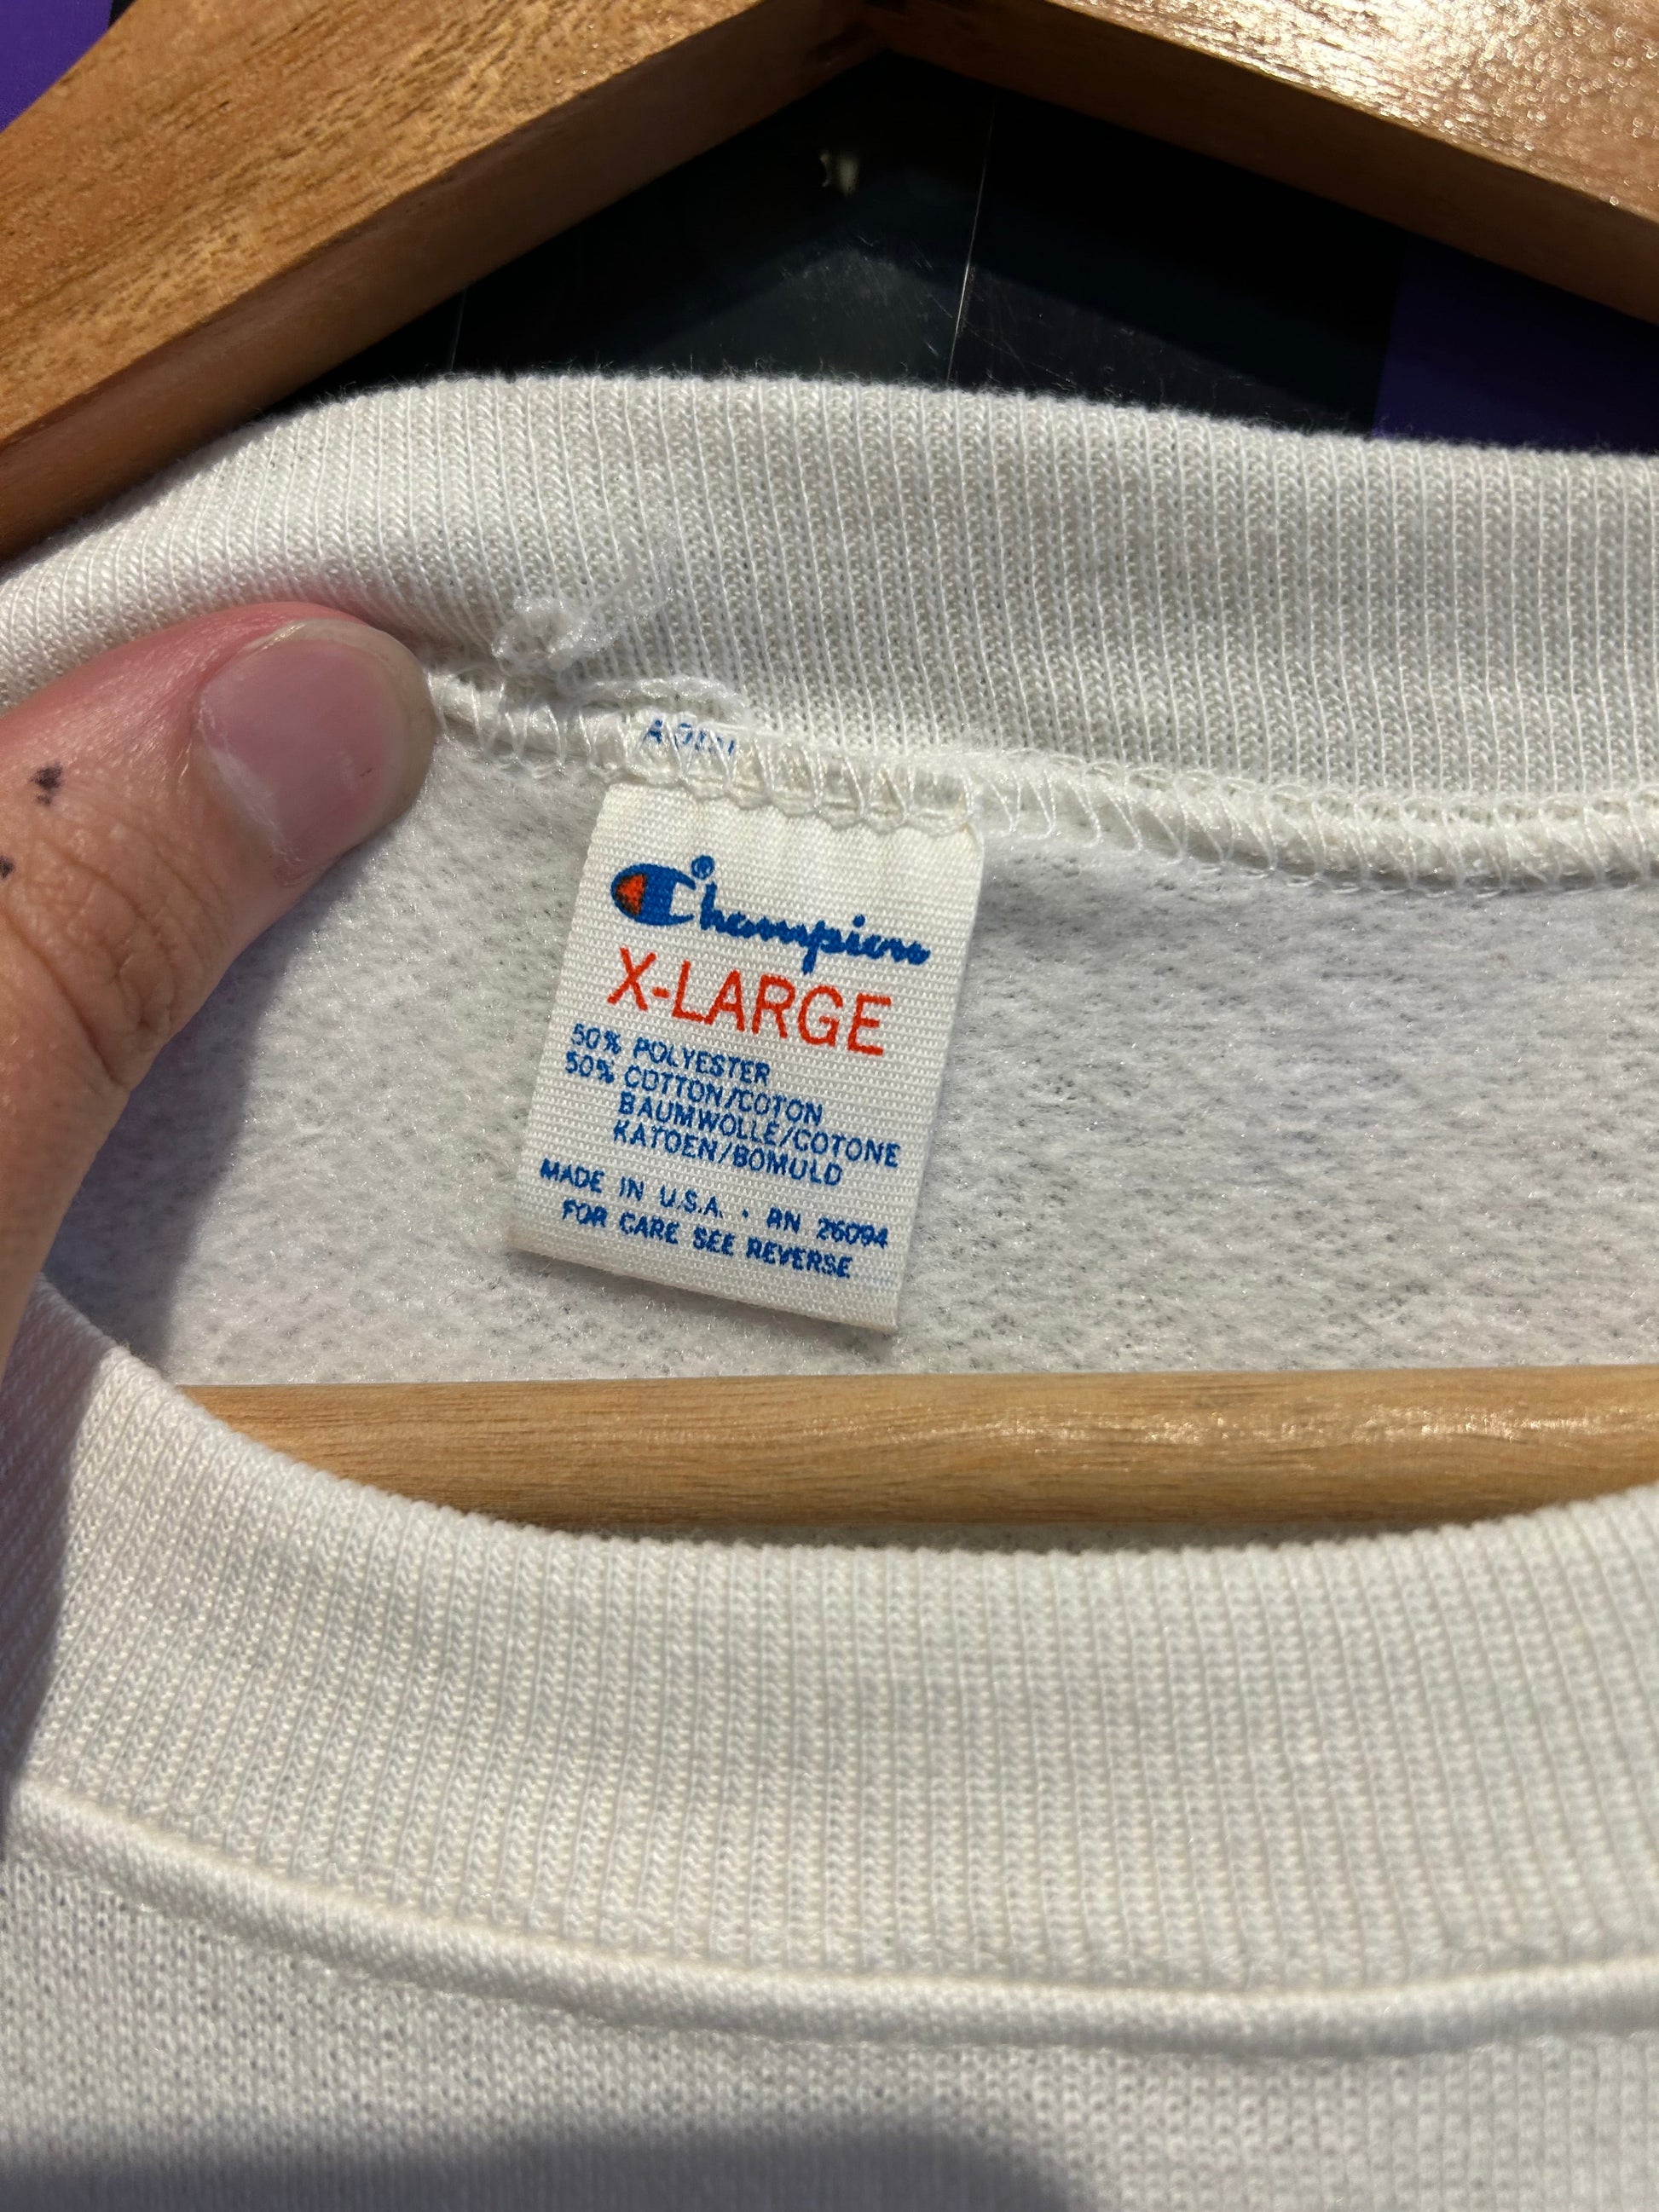 Champion®
X-LARGE
50% POLYESTER
50% COTTON/COTON
BAUMWOLLE/COTONE
KATOEN/BOMULD
MADE IN U.S.A. • RN 26094
FOR CARE SEE REVERSE